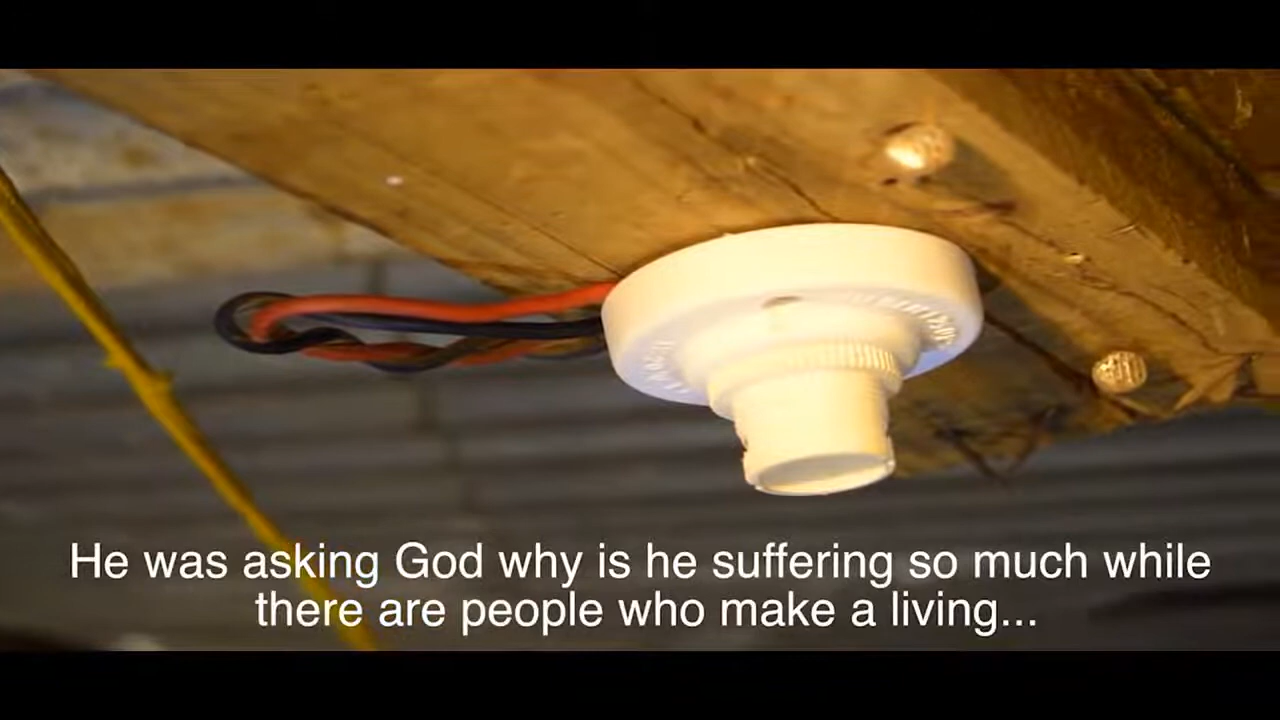 He was asking God why is he suffering so much while
there are people who make a living...